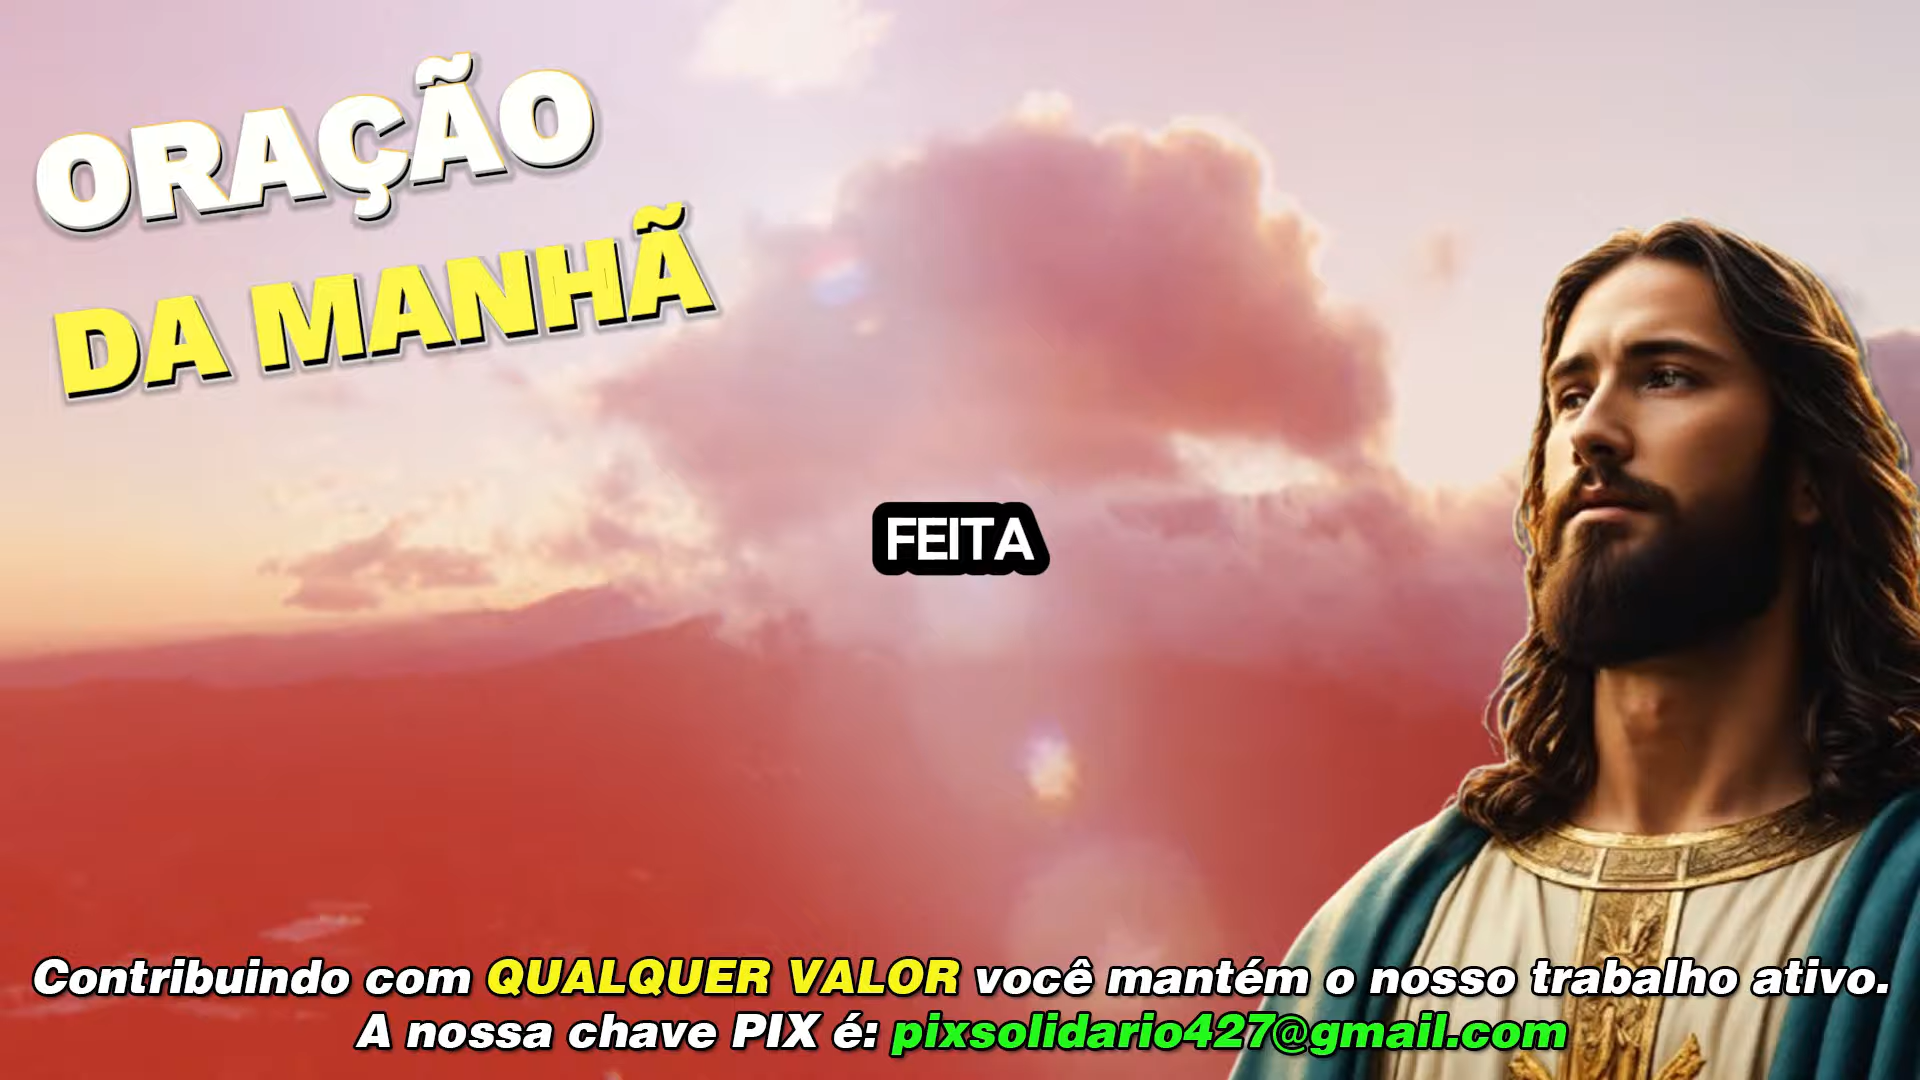 ORAÇÃO
DA MANHÃ
FEITA
Contribuindo com QUALQUER VALOR você mantém o nosso trabalho ativo.
A nossa chave PIX é: pixsolidario427@gmail.com